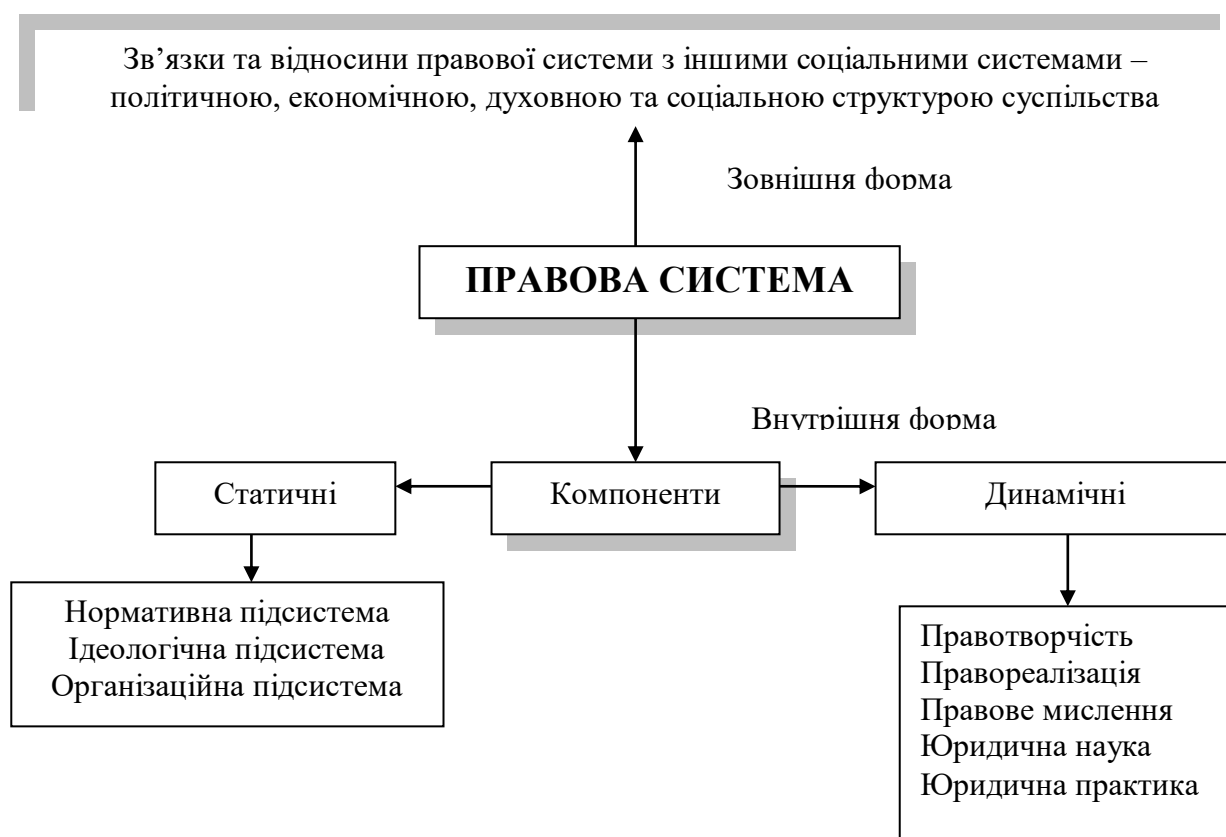 Зв’язки та відносини правової системи з іншими соціальними системами –
політичною, економічною, духовною та соціальною структурою суспільства
Зовнішня форма
ПРАВОВА СИСТЕМА
Внутрішня форма
Статичні
Компоненти
Динамічні
Нормативна підсистема
Ідеологічна підсистема
Організаційна підсистема
Правотворчість
Правореалізація
Правове мислення
Юридична наука
Юридична практика